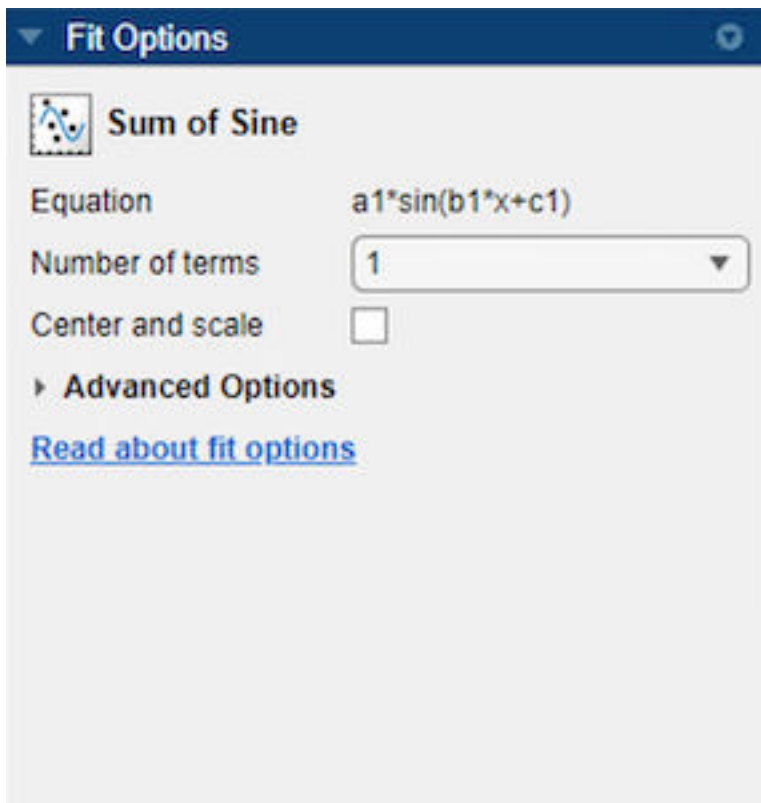 Fit Options
Sum of Sine
Equation a1*sin(b1*x+c1)
Number of terms 1
Center and scale
Advanced Options
Read about fit options